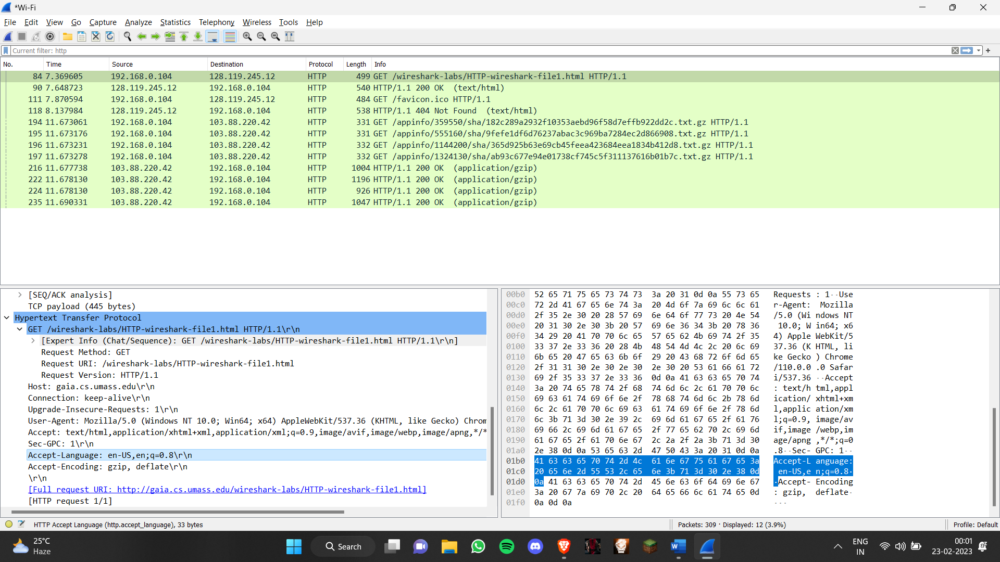 *Wi-Fi
File Edit View Go Capture Analyze Statistics Telephony Wireless Tools Help
Current filter: http
No. Time Source Destination Protocol Length Info
84 7.369605 192.168.0.104 128.119.245.12 HTTP 499 GET /wireshark-labs/HTTP-wireshark-file1.html HTTP/1.1
90 7.648723 128.119.245.12 192.168.0.104 HTTP 540 HTTP/1.1 200 OK (text/html)
111 7.870594 192.168.0.104 128.119.245.12 HTTP 484 GET /favicon.ico HTTP/1.1
118 8.137984 128.119.245.12 192.168.0.104 HTTP 538 HTTP/1.1 404 Not Found (text/html)
194 11.673061 192.168.0.104 103.88.220.42 HTTP 331 GET /appinfo/359550/sha/182c289a2932f10353aebd96f58d7effb922dd2c.txt.gz HTTP/1.1
195 11.673176 192.168.0.104 103.88.220.42 HTTP 331 GET /appinfo/555160/sha/9fefe1df6d76237abac3c969ba7284ec2d866908.txt.gz HTTP/1.1
196 11.673231 192.168.0.104 103.88.220.42 HTTP 332 GET /appinfo/1144200/sha/365d925b63e69cb45feea423684eea1834b412d8.txt.gz HTTP/1.1
197 11.673278 192.168.0.104 103.88.220.42 HTTP 332 GET /appinfo/1324130/sha/ab93c677e94e01738cf745c5f311137616b01b7c.txt.gz HTTP/1.1
216 11.677738 103.88.220.42 192.168.0.104 HTTP 1004 HTTP/1.1 200 OK (application/gzip)
222 11.678130 103.88.220.42 192.168.0.104 HTTP 1196 HTTP/1.1 200 OK (application/gzip)
224 11.678130 103.88.220.42 192.168.0.104 HTTP 926 HTTP/1.1 200 OK (application/gzip)
235 11.690331 103.88.220.42 192.168.0.104 HTTP 1047 HTTP/1.1 200 OK (application/gzip)
[SEQ/ACK analysis]
TCP payload (445 bytes)
Hypertext Transfer Protocol
GET /wireshark-labs/HTTP-wireshark-file1.html HTTP/1.1\r\n
[Expert Info (Chat/Sequence): GET /wireshark-labs/HTTP-wireshark-file1.html HTTP/1.1\r\n]
Request Method: GET
Request URI: /wireshark-labs/HTTP-wireshark-file1.html
Request Version: HTTP/1.1
Host: gaia.cs.umass.edu\r\n
Connection: keep-alive\r\n
Upgrade-Insecure-Requests: 1\r\n
User-Agent: Mozilla/5.0 (Windows NT 10.0; Win64; x64) AppleWebKit/537.36 (KHTML, like Gecko) Chrom
Accept: text/html,application/xhtml+xml,application/xml;q=0.9,image/avif,image/webp,image/apng,*/*
Sec-GPC: 1\r\n
Accept-Language: en-US,en;q=0.8\r\n
Accept-Encoding: gzip, deflate\r\n
\r\n
[Full request URI: http://gaia.cs.umass.edu/wireshark-labs/HTTP-wireshark-file1.html]
[HTTP request 1/1]
00b0 52 65 71 75 65 73 74 73 3a 20 31 0d 0a 55 73 65 Requests : 1··Use
00c0 72 2d 41 67 65 6e 74 3a 20 4d 6f 7a 69 6c 6c 61 r-Agent: Mozilla
00d0 2f 35 2e 30 20 28 57 69 6e 64 6f 77 73 20 4e 54 /5.0 (Wi ndows NT
00e0 20 31 30 2e 30 3b 20 57 69 6e 36 34 3b 20 78 36 10.0; W in64; x6
00f0 34 29 20 41 70 70 6c 65 57 65 62 4b 69 74 2f 35 4) Apple WebKit/5
0100 33 37 2e 33 36 20 28 4b 48 54 4d 4c 2c 20 6c 69 37.36 (K HTML, li
0110 6b 65 20 47 65 63 6b 6f 29 20 43 68 72 6f 6d 65 ke Gecko ) Chrome
0120 2f 31 31 30 2e 30 2e 30 2e 30 20 53 61 66 61 72 /110.0.0 .0 Safar
0130 69 2f 35 33 37 2e 33 36 0d 0a 41 63 63 65 70 74 i/537.36 ··Accept
0140 3a 20 74 65 78 74 2f 68 74 6d 6c 2c 61 70 70 6c : text/h tml,appl
0150 69 63 61 74 69 6f 6e 2f 78 68 74 6d 6c 2b 78 6d ication/ xhtml+xm
0160 6c 2c 61 70 70 6c 69 63 61 74 69 6f 6e 2f 78 6d l,applic ation/xm
0170 6c 3b 71 3d 30 2e 39 2c 69 6d 61 67 65 2f 61 76 l;q=0.9, image/av
0180 69 66 2c 69 6d 61 67 65 2f 77 65 62 70 2c 69 6d if,image /webp,im
0190 61 67 65 2f 61 70 6e 67 2c 2a 2f 2a 3b 71 3d 30 age/apng ,*/*;q=0
01a0 2e 38 0d 0a 53 65 63 2d 47 50 43 3a 20 31 0d 0a .8··Sec- GPC: 1··
01b0 41 63 63 65 70 74 2d 4c 61 6e 67 75 61 67 65 3a Accept-L anguage:
01c0 20 65 6e 2d 55 53 2c 65 6e 3b 71 3d 30 2e 38 0d en-US,e n;q=0.8·
01d0 0a 41 63 63 65 70 74 2d 45 6e 63 6f 64 69 6e 67 ·Accept- Encoding
01e0 3a 20 67 7a 69 70 2c 20 64 65 66 6c 61 74 65 0d : gzip, deflate·
01f0 0a 0d 0a ···
HTTP Accept Language (http.accept_language), 33 bytes
Packets: 309 · Displayed: 12 (3.9%)
Profile: Default
25°C
Haze
Search
ENG
IN
00:01
23-02-2023